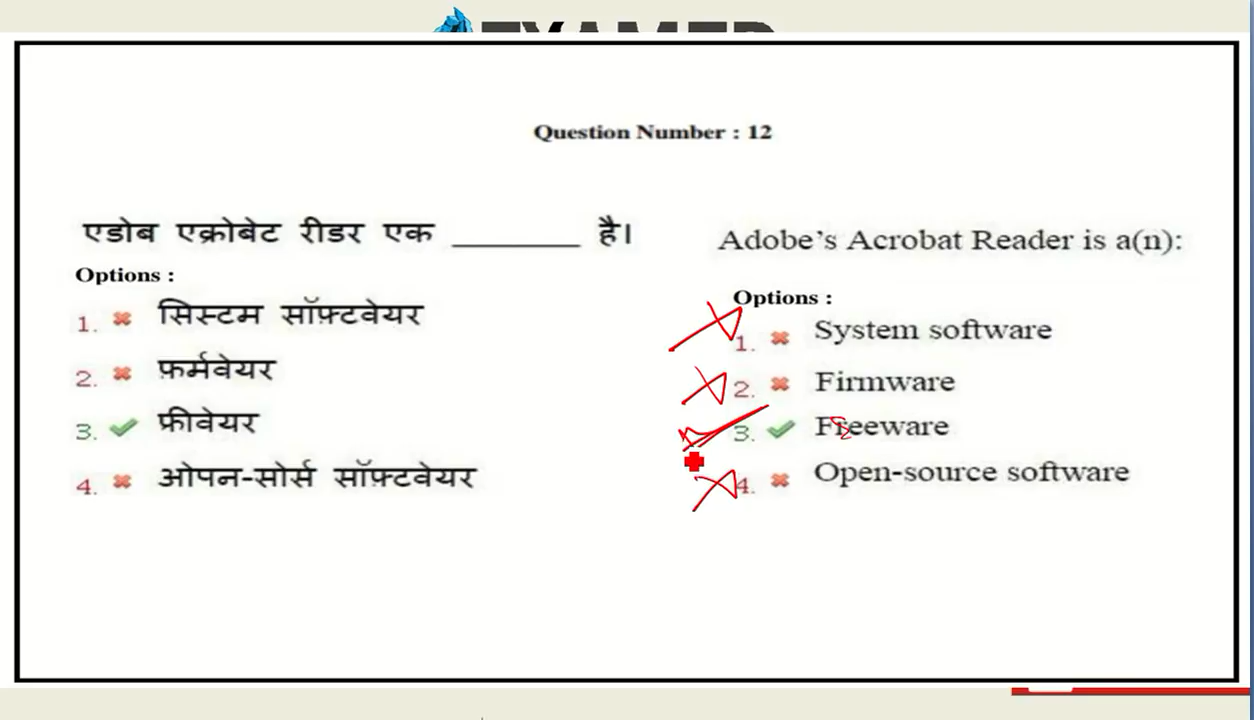 Question Number : 12
एडोब एक्रोबेट रीडर एक ________ है।
Options :
1. सिस्टम सॉफ़्टवेयर
2. फ़र्मवेयर
3. फ्रीवेयर
4. ओपन-सोर्स सॉफ़्टवेयर
Adobe's Acrobat Reader is a(n):
Options :
1. System software
2. Firmware
3. Freeware
4. Open-source software